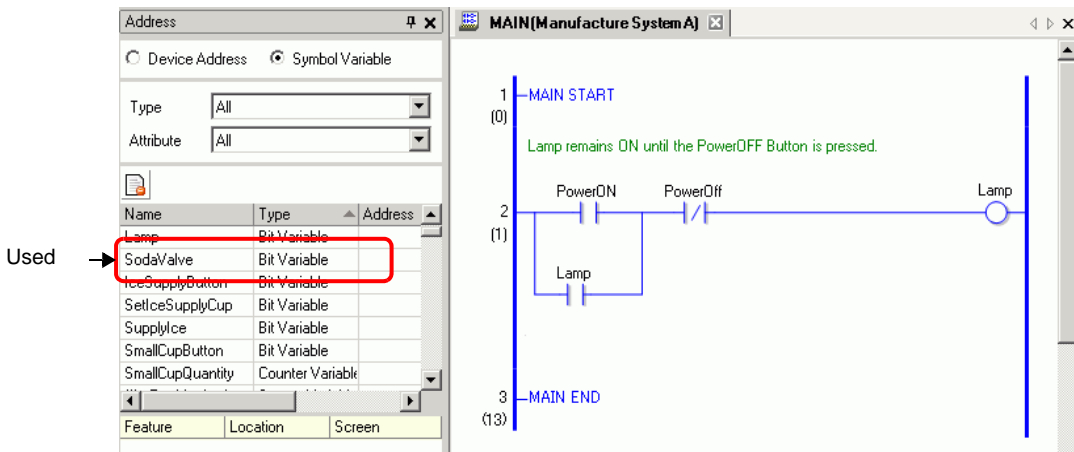 Address
Device Address Symbol Variable
Type All
Attribute All
Name Type Address
Lamp Bit Variable
SodaValve Bit Variable
IceSupplyButton Bit Variable
SetIceSupplyCup Bit Variable
SupplyIce Bit Variable
SmallCupButton Bit Variable
SmallCupQuantity Counter Variable
Feature Location Screen
Used
MAIN(Manufacture System A)
1 MAIN START
(0)
Lamp remains ON until the PowerOFF Button is pressed.
PowerON PowerOff Lamp
2
(1)
Lamp
3 MAIN END
(13)